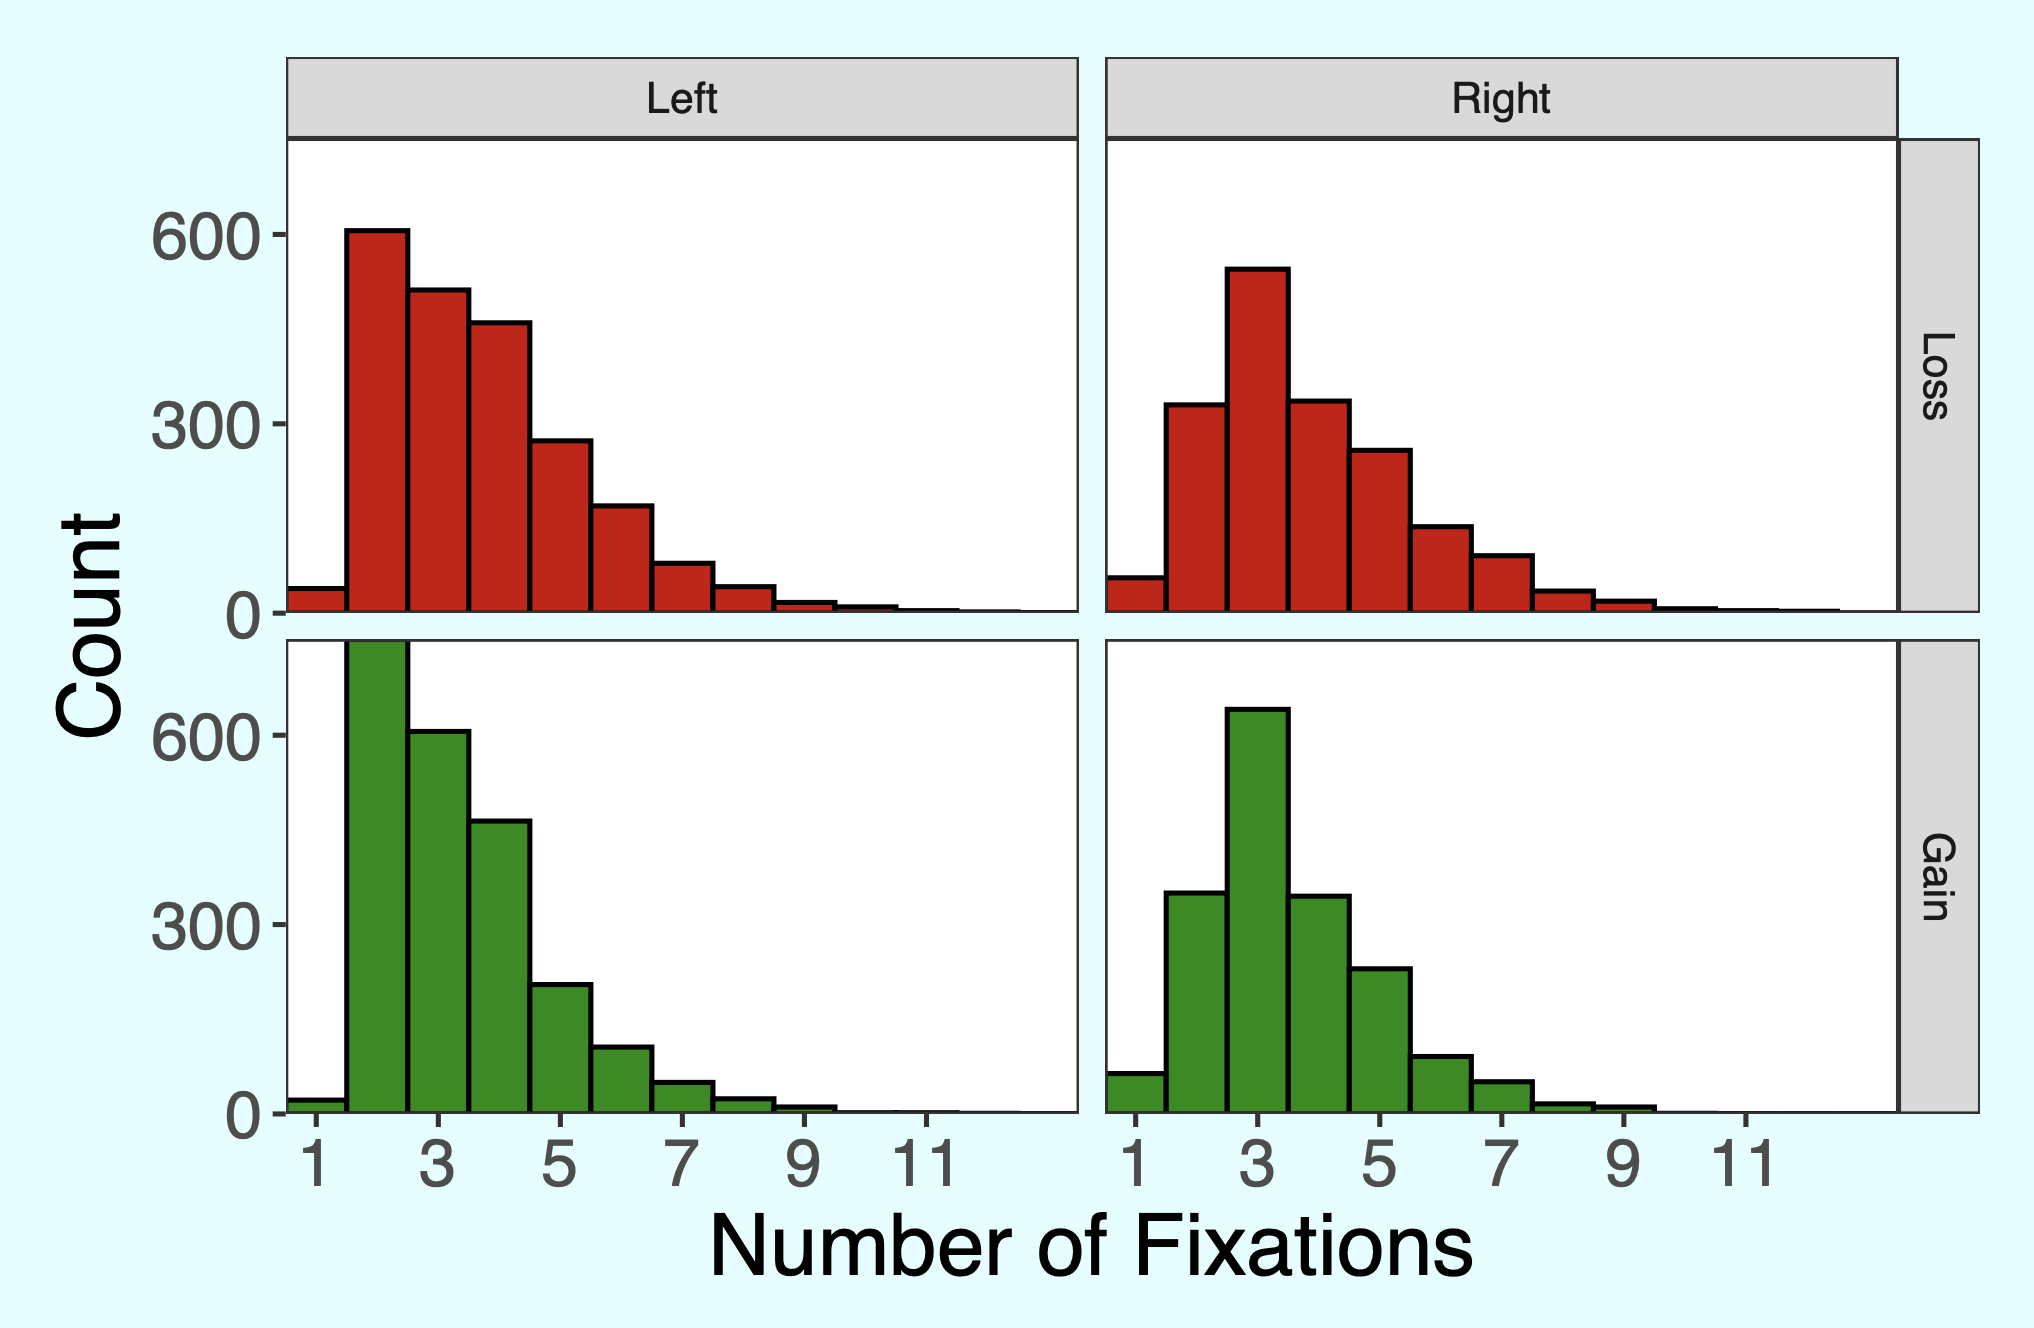 Left
Right
600
300
0
Loss
Count
600
300
0
Gain
1 3 5 7 9 11
1 3 5 7 9 11
Number of Fixations